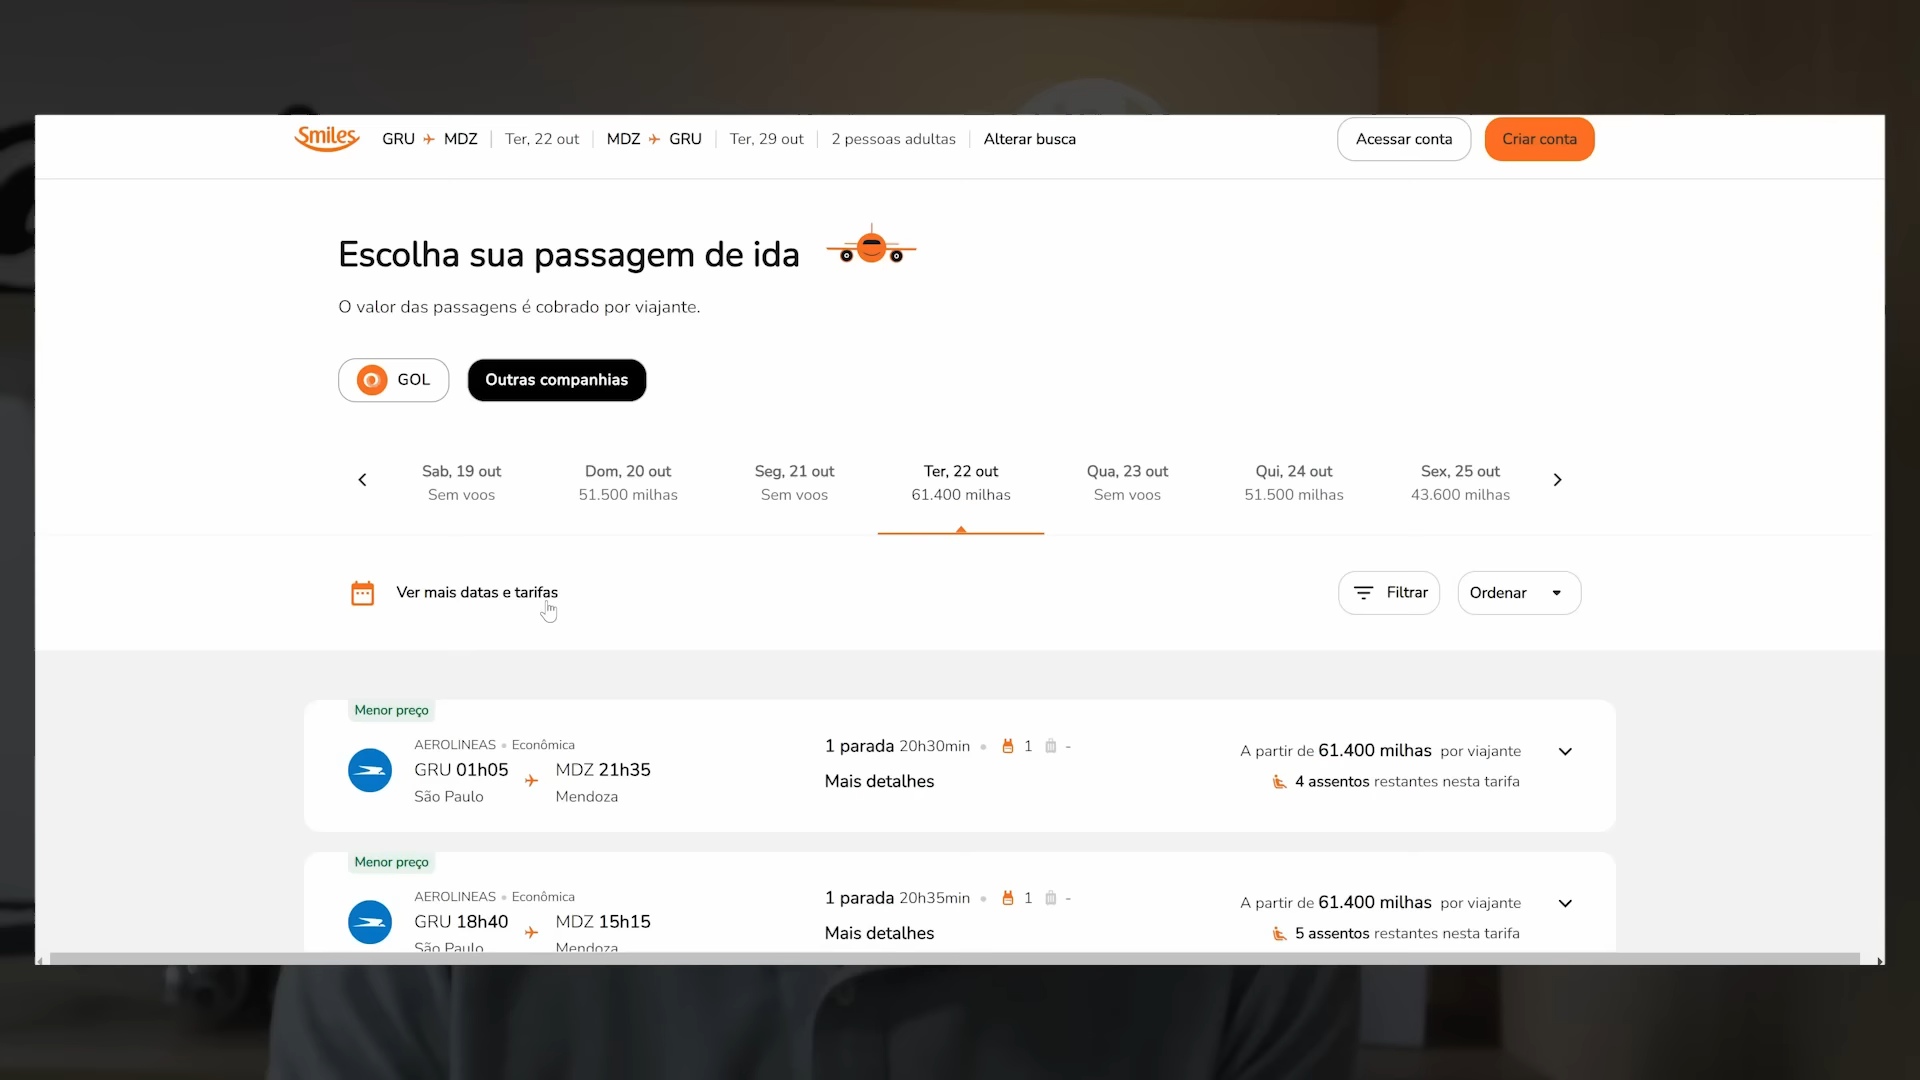 Smiles
GRU MDZ Ter, 22 out MDZ GRU Ter, 29 out 2 pessoas adultas Alterar busca Acessar conta Criar conta
Escolha sua passagem de ida
O valor das passagens é cobrado por viajante.
GOL Outras companhias
Sab, 19 out Dom, 20 out Seg, 21 out Ter, 22 out Qua, 23 out Qui, 24 out Sex, 25 out
Sem voos 51.500 milhas Sem voos 61.400 milhas Sem voos 51.500 milhas 43.600 milhas
Ver mais datas e tarifas Filtrar Ordenar
Menor preço
AEROLINEAS • Econômica
GRU 01h05 MDZ 21h35
São Paulo Mendoza
1 parada 20h30min • 1 -
Mais detalhes
A partir de 61.400 milhas por viajante
4 assentos restantes nesta tarifa
Menor preço
AEROLINEAS • Econômica
GRU 18h40 MDZ 15h15
São Paulo Mendoza
1 parada 20h35min • 1 -
Mais detalhes
A partir de 61.400 milhas por viajante
5 assentos restantes nesta tarifa